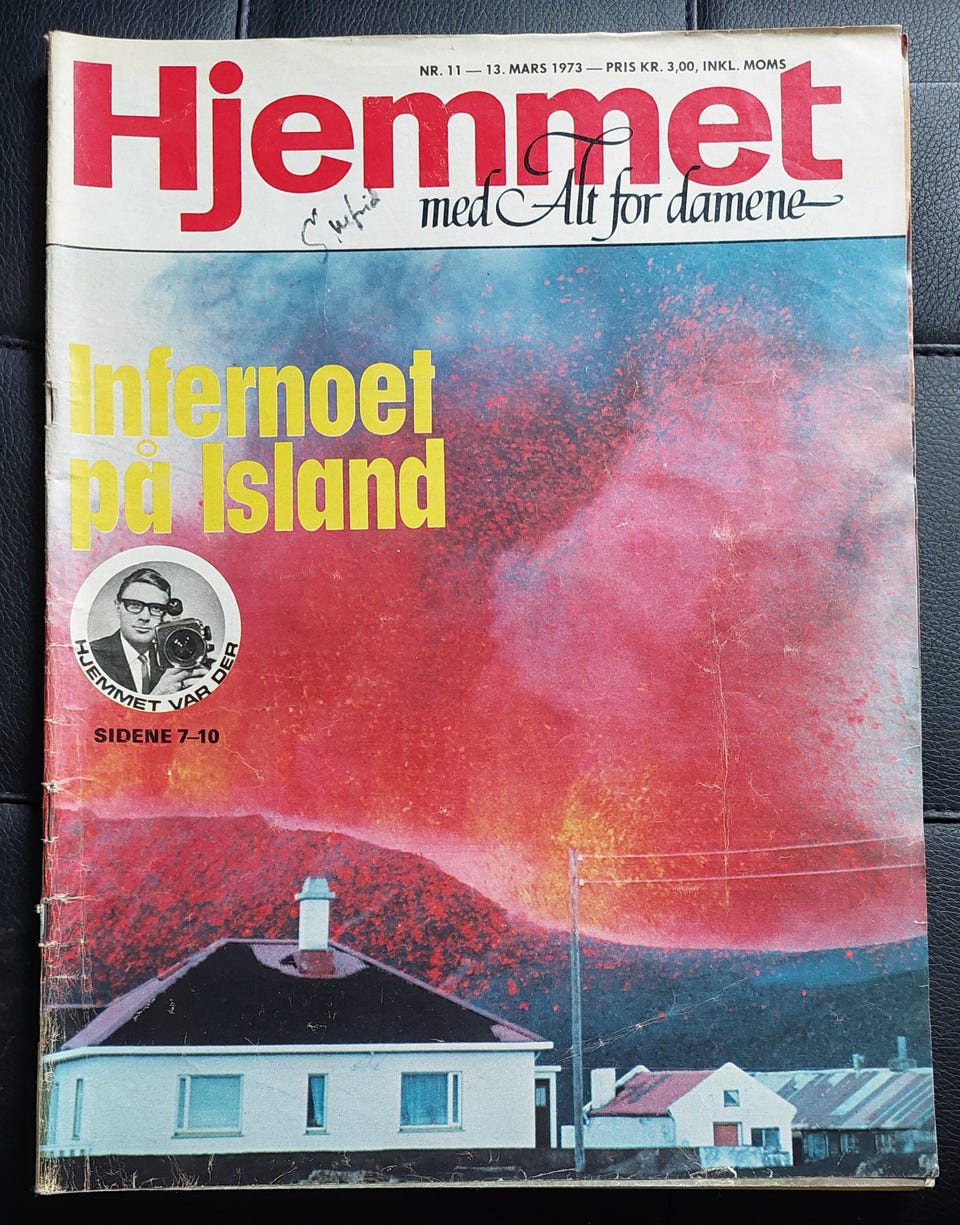 NR. 11 — 13. MARS 1973 — PRIS KR. 3,00, INKL. MOMS
Hjemmet
med Alt for damene
Infernoet
på Island
HJEMMET VAR DER
SIDENE 7–10